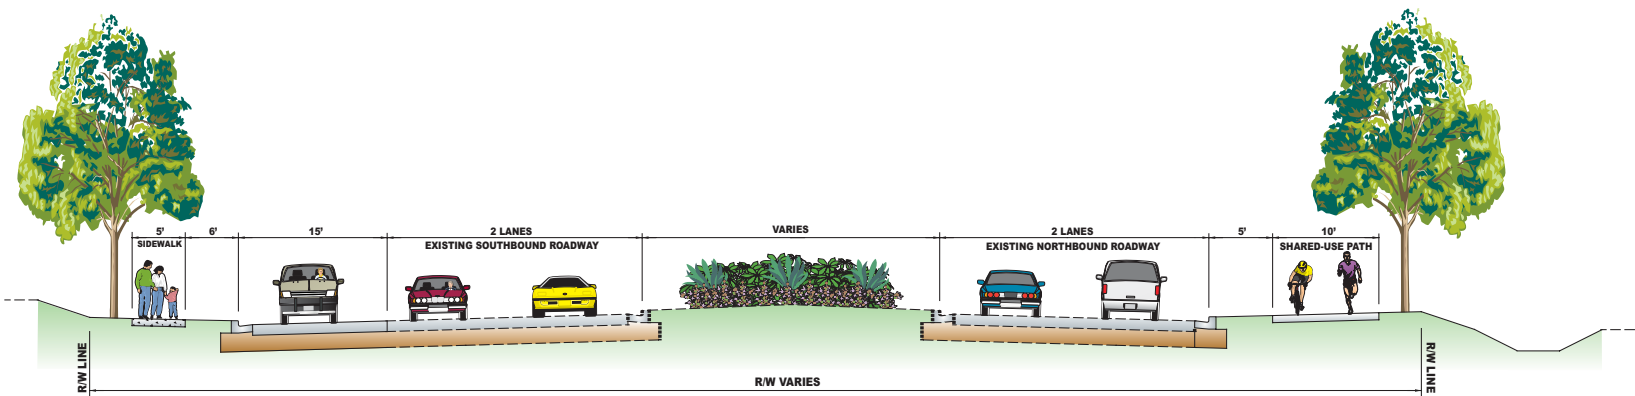 5' 6' 15' 2 LANES VARIES 2 LANES 5' 10'
SIDEWALK EXISTING SOUTHBOUND ROADWAY EXISTING NORTHBOUND ROADWAY SHARED-USE PATH
R/W LINE
R/W LINE
R/W VARIES